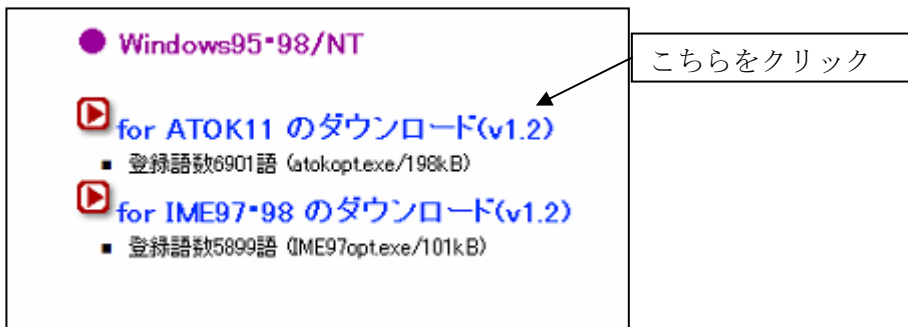 ● Windows95・98/NT
こちらをクリック
for ATOK11 のダウンロード(v1.2)
■ 登録語数6901語 (atokopt.exe/198kB)
for IME97・98 のダウンロード(v1.2)
■ 登録語数5899語 (IME97opt.exe/101kB)